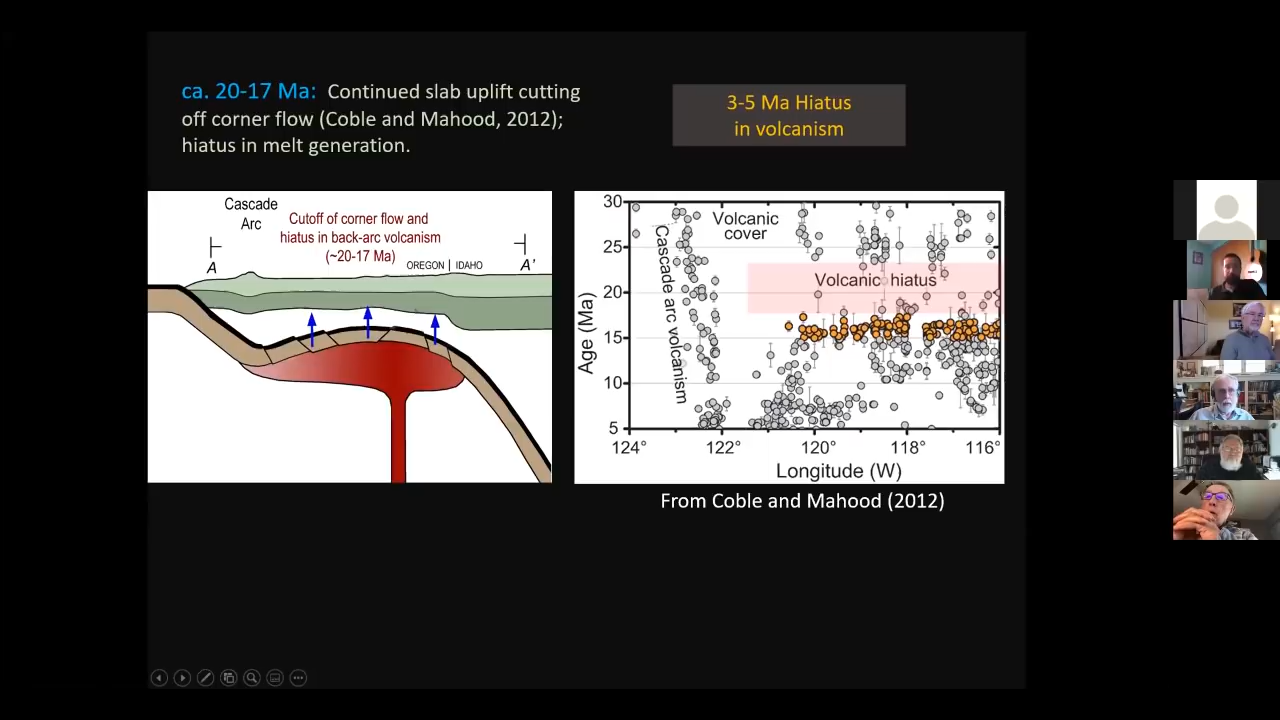 ca. 20-17 Ma: Continued slab uplift cutting
off corner flow (Coble and Mahood, 2012);
hiatus in melt generation.
3-5 Ma Hiatus
in volcanism
Cascade
Arc
Cutoff of corner flow and
hiatus in back-arc volcanism
(~20-17 Ma)
OREGON | IDAHO
A
A'
30
25
20
15
10
5
Age (Ma)
Volcanic
cover
Cascade arc volcanism
Volcanic hiatus
124° 122° 120° 118° 116°
Longitude (W)
From Coble and Mahood (2012)